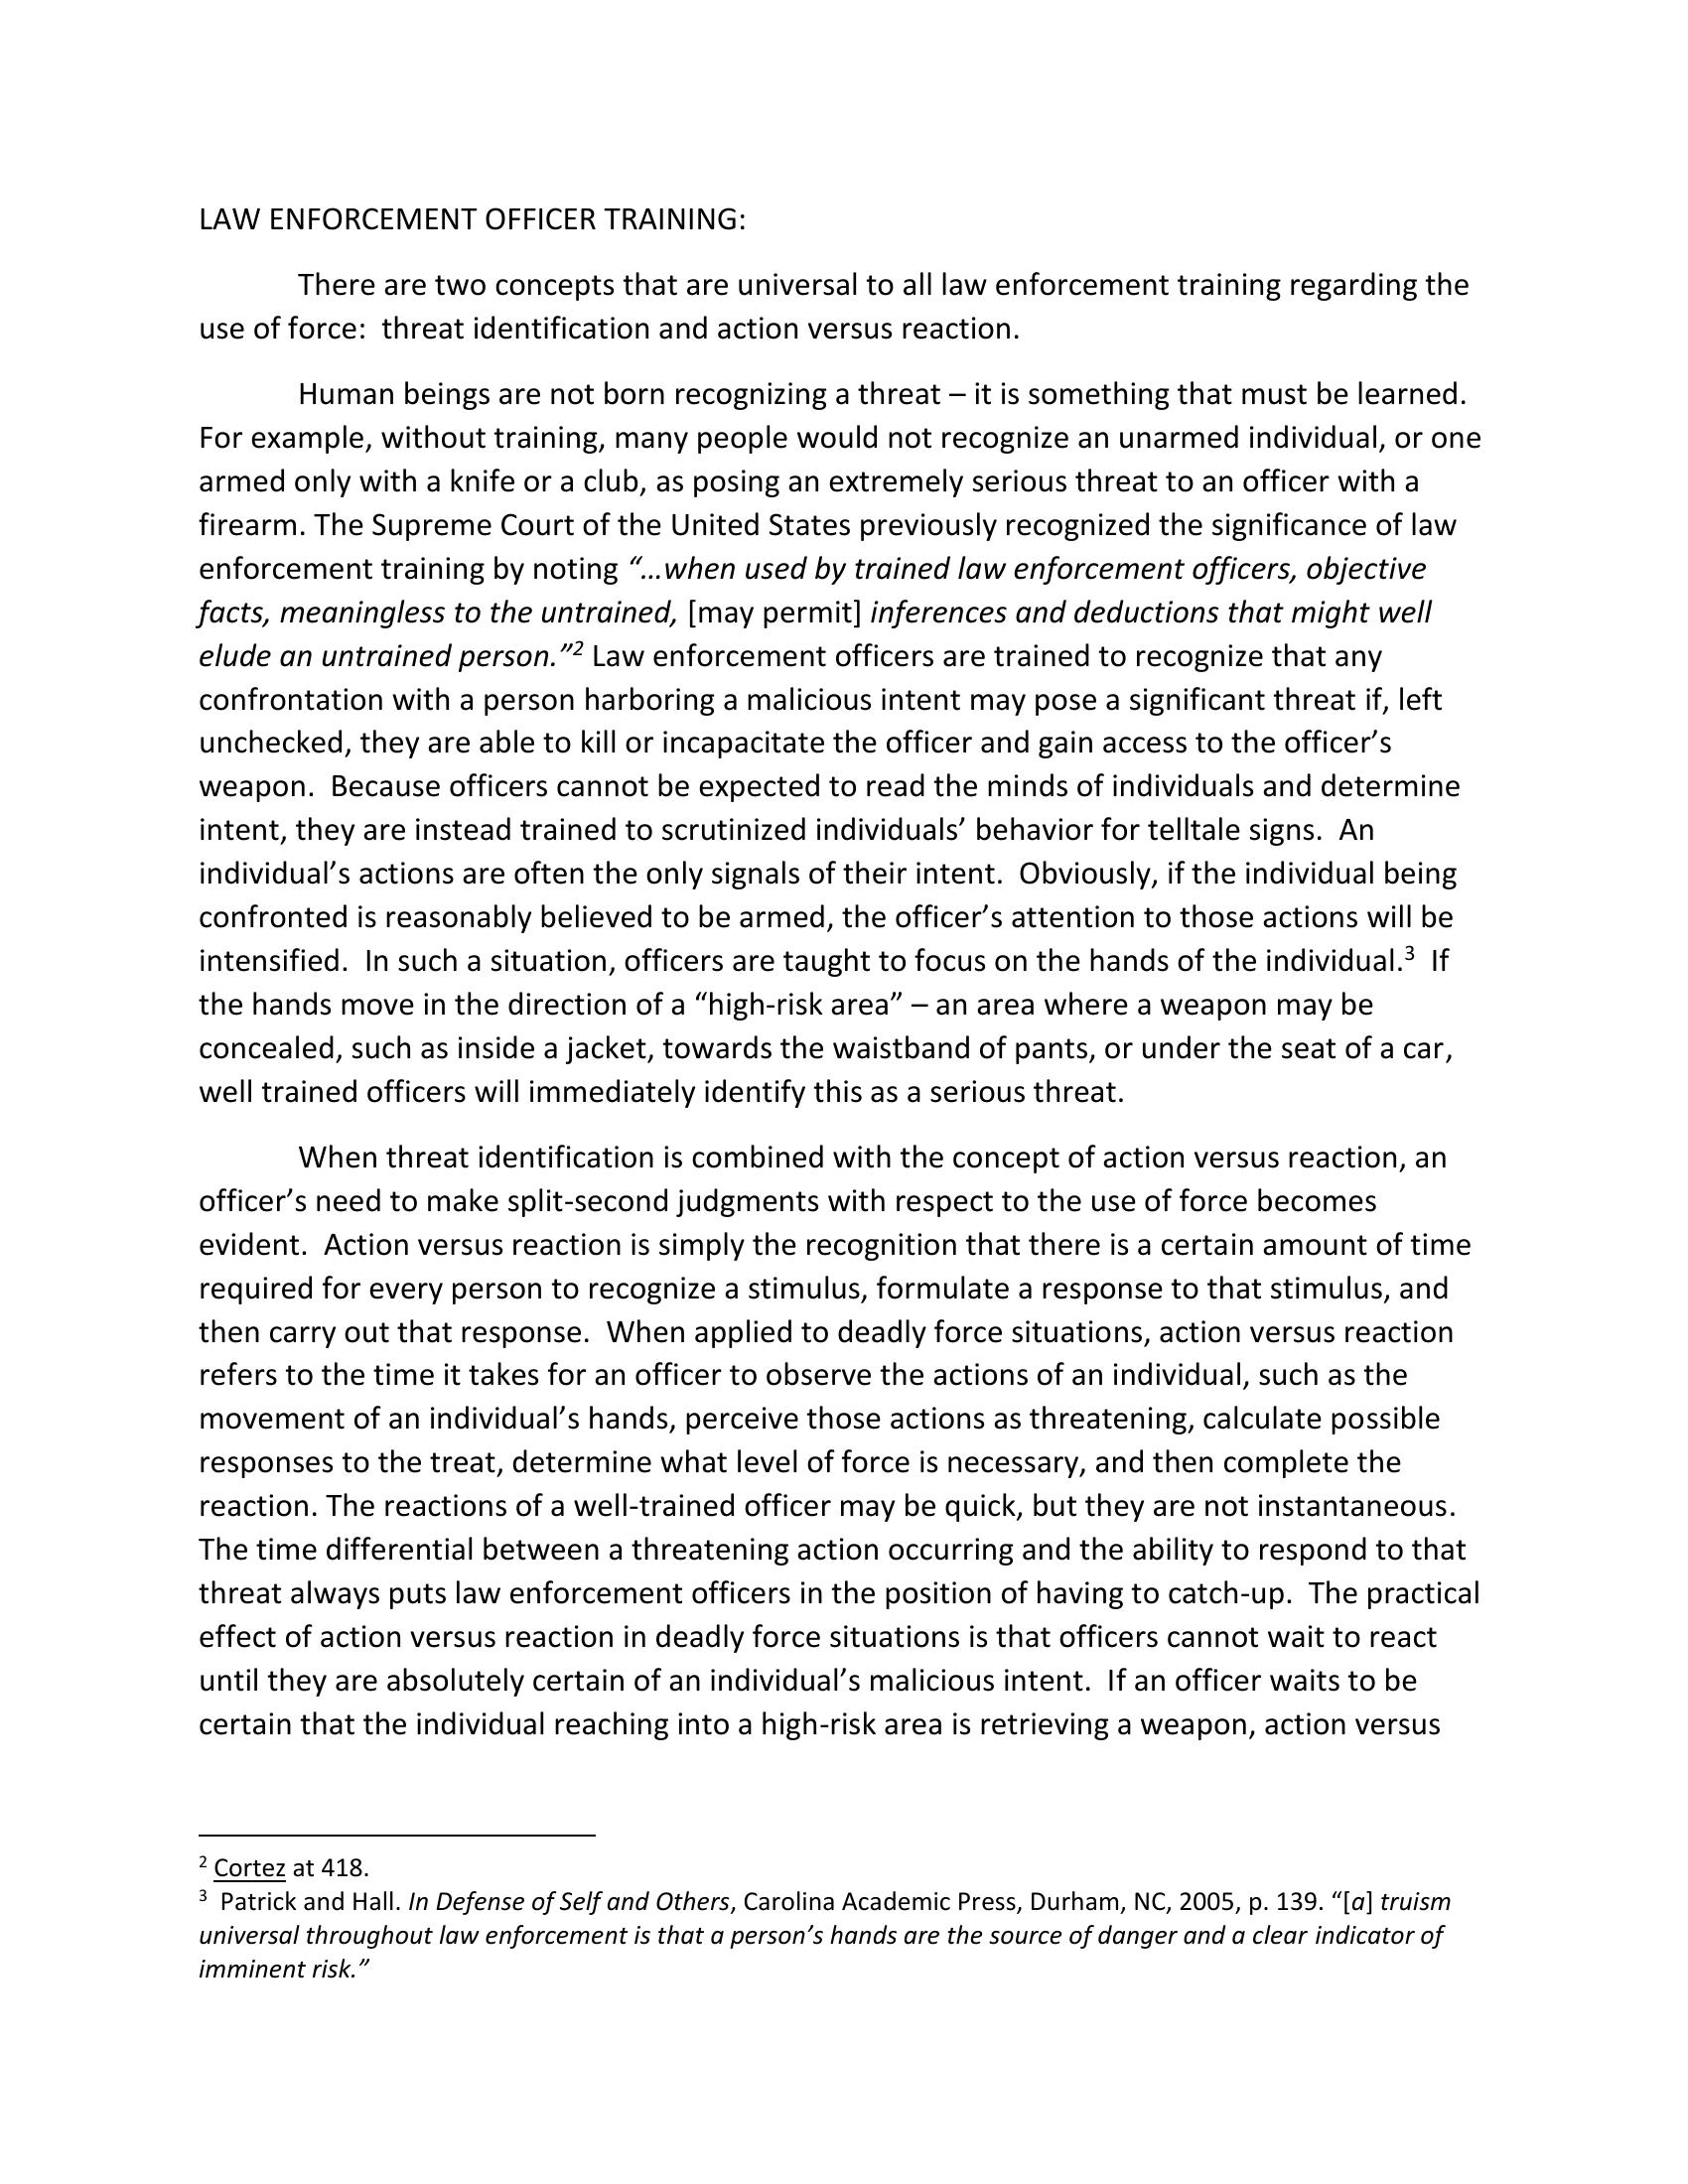 LAW ENFORCEMENT OFFICER TRAINING:
There are two concepts that are universal to all law enforcement training regarding the
use of force:  threat identification and action versus reaction.
Human beings are not born recognizing a threat – it is something that must be learned.
For example, without training, many people would not recognize an unarmed individual, or one
armed only with a knife or a club, as posing an extremely serious threat to an officer with a
firearm. The Supreme Court of the United States previously recognized the significance of law
enforcement training by noting “…when used by trained law enforcement officers, objective
facts, meaningless to the untrained, [may permit] inferences and deductions that might well
elude an untrained person.”2 Law enforcement officers are trained to recognize that any
confrontation with a person harboring a malicious intent may pose a significant threat if, left
unchecked, they are able to kill or incapacitate the officer and gain access to the officer’s
weapon.  Because officers cannot be expected to read the minds of individuals and determine
intent, they are instead trained to scrutinized individuals’ behavior for telltale signs.  An
individual’s actions are often the only signals of their intent.  Obviously, if the individual being
confronted is reasonably believed to be armed, the officer’s attention to those actions will be
intensified.  In such a situation, officers are taught to focus on the hands of the individual.3  If
the hands move in the direction of a “high-risk area” – an area where a weapon may be
concealed, such as inside a jacket, towards the waistband of pants, or under the seat of a car,
well trained officers will immediately identify this as a serious threat.
When threat identification is combined with the concept of action versus reaction, an
officer’s need to make split-second judgments with respect to the use of force becomes
evident.  Action versus reaction is simply the recognition that there is a certain amount of time
required for every person to recognize a stimulus, formulate a response to that stimulus, and
then carry out that response.  When applied to deadly force situations, action versus reaction
refers to the time it takes for an officer to observe the actions of an individual, such as the
movement of an individual’s hands, perceive those actions as threatening, calculate possible
responses to the treat, determine what level of force is necessary, and then complete the
reaction. The reactions of a well-trained officer may be quick, but they are not instantaneous.
The time differential between a threatening action occurring and the ability to respond to that
threat always puts law enforcement officers in the position of having to catch-up.  The practical
effect of action versus reaction in deadly force situations is that officers cannot wait to react
until they are absolutely certain of an individual’s malicious intent.  If an officer waits to be
certain that the individual reaching into a high-risk area is retrieving a weapon, action versus
2 Cortez at 418.
3  Patrick and Hall. In Defense of Self and Others, Carolina Academic Press, Durham, NC, 2005, p. 139. “[a] truism
universal throughout law enforcement is that a person’s hands are the source of danger and a clear indicator of
imminent risk.”